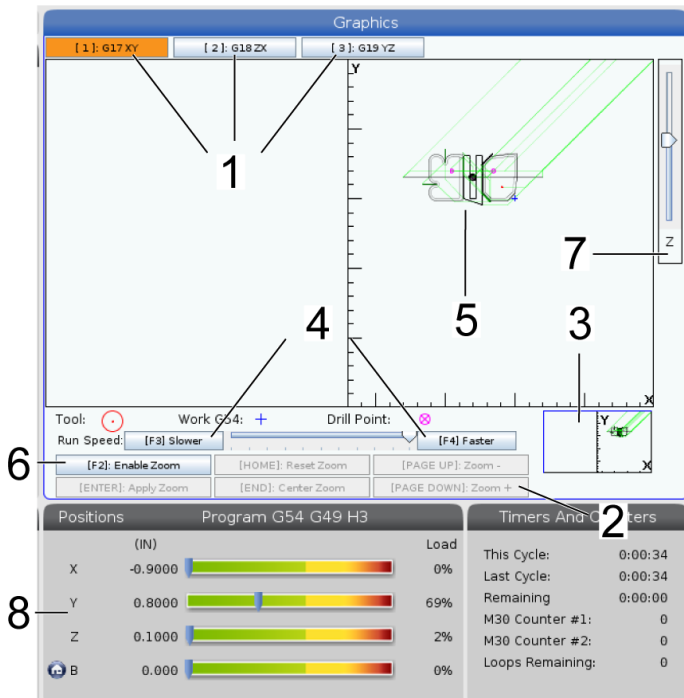 Graphics
[ 1 ]: G17 XY [ 2 ]: G18 ZX [ 3 ]: G19 YZ
Y
1
Z
7
5
4
3
X
Tool: Work G54: + Drill Point:
Y
Run Speed: [F3] Slower [F4] Faster
X
6
[F2]: Enable Zoom [HOME]: Reset Zoom [PAGE UP]: Zoom -
[ENTER]: Apply Zoom [END]: Center Zoom [PAGE DOWN]: Zoom +
2
Positions Program G54 G49 H3 Timers And Counters
(IN) Load
X -0.9000 0%
Y 0.8000 69%
8
Z 0.1000 2%
B 0.000 0%
This Cycle: 0:00:34
Last Cycle: 0:00:34
Remaining 0:00:00
M30 Counter #1: 0
M30 Counter #2: 0
Loops Remaining: 0